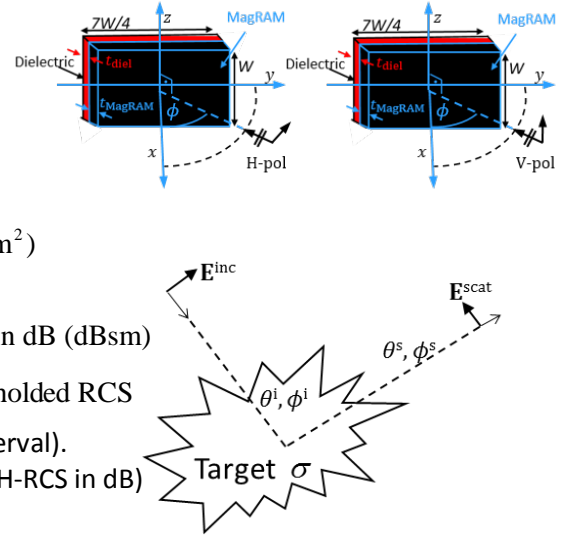 7W/4
z
MagRAM
Dielectric
t_diel
W
y
t_MagRAM
ϕ
x
H-pol
7W/4
z
MagRAM
Dielectric
t_diel
W
y
t_MagRAM
ϕ
x
V-pol
m²)
n dB (dBsm)
nolded RCS
erval).
H-RCS in dB)
E^inc
E^scat
θ^s, ϕ^s
θ^i, ϕ^i
Target σ